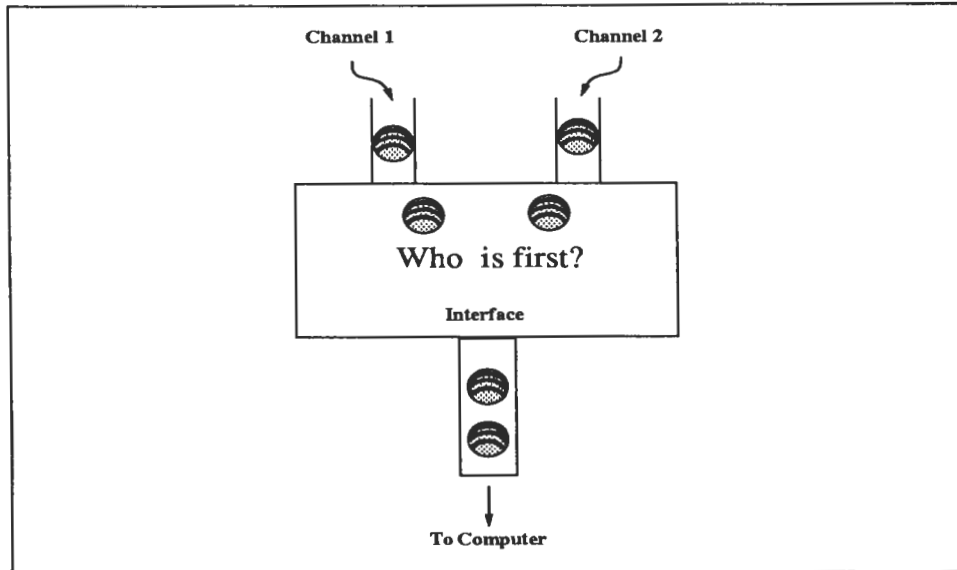 Channel 1
Channel 2
Who is first?
Interface
To Computer